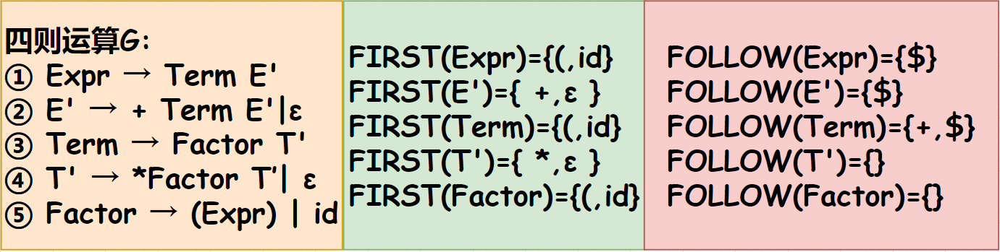 四则运算G:
① Expr → Term E'
② E' → + Term E'|ε
③ Term → Factor T'
④ T' → *Factor T'| ε
⑤ Factor → (Expr) | id
FIRST(Expr)={(,id}
FIRST(E')={ +,ε }
FIRST(Term)={(,id}
FIRST(T')={ *,ε }
FIRST(Factor)={(,id}
FOLLOW(Expr)={$}
FOLLOW(E')={$}
FOLLOW(Term)={+,$}
FOLLOW(T')={}
FOLLOW(Factor)={}